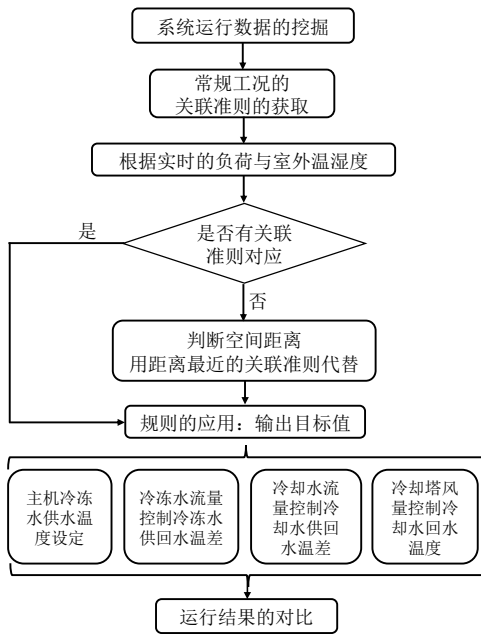 系统运行数据的挖掘
常规工况的
关联准则的获取
根据实时的负荷与室外温湿度
是
是否有关联
准则对应
否
判断空间距离
用距离最近的关联准则代替
规则的应用：输出目标值
主机冷冻
水供水温
度设定
冷冻水流量
控制冷冻水
供回水温差
冷却水流
量控制冷
却水供回
水温差
冷却塔风
量控制冷
却水回水
温度
运行结果的对比